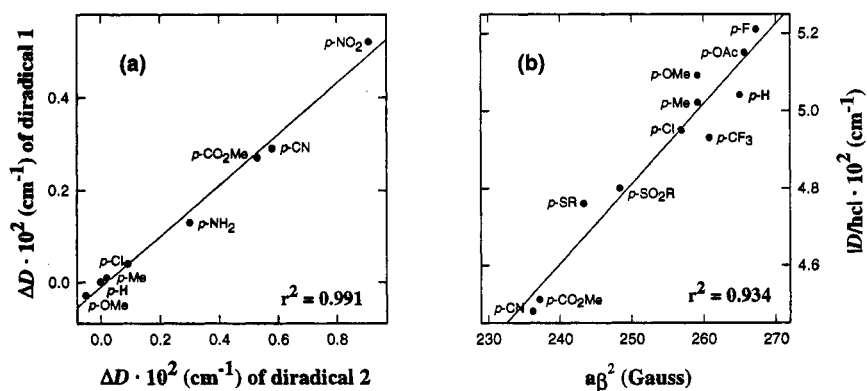 (a)
ΔD · 10² (cm⁻¹) of diradical 1
0.4
0.2
0.0
p-NO₂
p-CO₂Me
p-CN
p-NH₂
p-Cl
p-Me
p-H
p-OMe
r² = 0.991
0.0 0.2 0.4 0.6 0.8
ΔD · 10² (cm⁻¹) of diradical 2
(b)
p-F
p-OAc
p-OMe
p-H
p-Me
p-Cl
p-CF₃
p-SO₂R
p-SR
p-CO₂Me
p-CN
r² = 0.934
5.2
5.0
4.8
4.6
|D/hc| · 10² (cm⁻¹)
230 240 250 260 270
aβ² (Gauss)